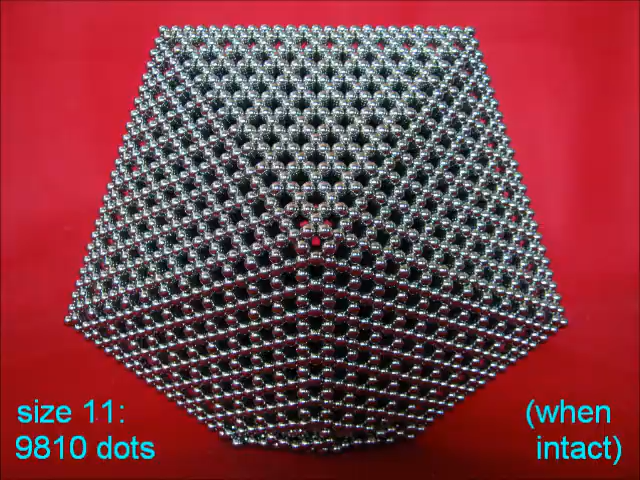 size 11:
9810 dots
(when
intact)